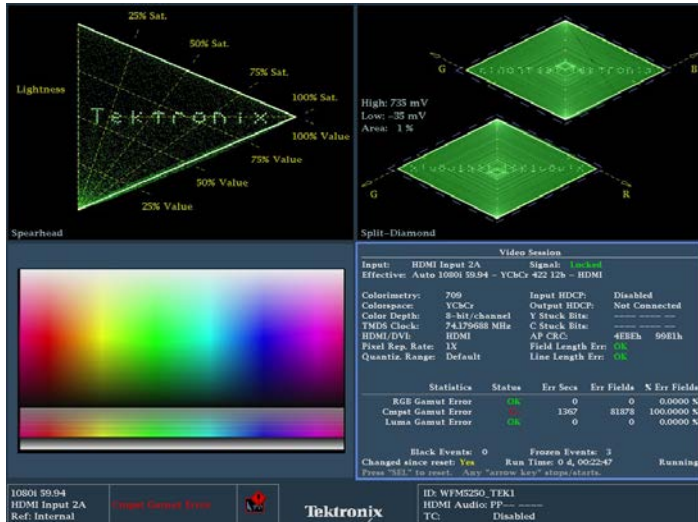 25% Sat.
50% Sat.
75% Sat.
100% Sat.
Lightness
Tektronix
100% Value
75% Value
50% Value
25% Value
Spearhead
G
B
High: 735 mV
Low: -35 mV
Area: 1 %
G
R
Split-Diamond
Video Session
Input: HDMI Input 2A Signal: Locked
Effective: Auto 1080i 59.94 - YCbCr 422 12b - HDMI
Colorimetry: 709 Input HDCP: Disabled
Colorspace: YCbCr Output HDCP: Not Connected
Color Depth: 8-bit/channel Y Stuck Bits: ---- ---- ----
TMDS Clock: 74.179688 MHz C Stuck Bits: ---- ---- ----
HDMI/DVI: HDMI AP CRC: 4EBEh 99B1h
Pixel Rep. Rate: 1X Field Length Err: OK
Quantiz. Range: Default Line Length Err: OK
Statistics Status Err Secs Err Fields % Err Fields
RGB Gamut Error OK 0 0 0.0000 %
Cmpst Gamut Error 1367 81878 100.0000 %
Luma Gamut Error OK 0 0 0.0000 %
Black Events: 0 Frozen Events: 3
Changed since reset: Yes Run Time: 0 d, 00:22:47 Running
Press "SEL" to reset. Any "arrow key" stops/starts.
1080i 59.94
HDMI Input 2A
Ref: Internal
Cmpst Gamut Error
Tektronix
ID: WFM5250_TEK1
HDMI Audio: PP-- ----
TC: Disabled